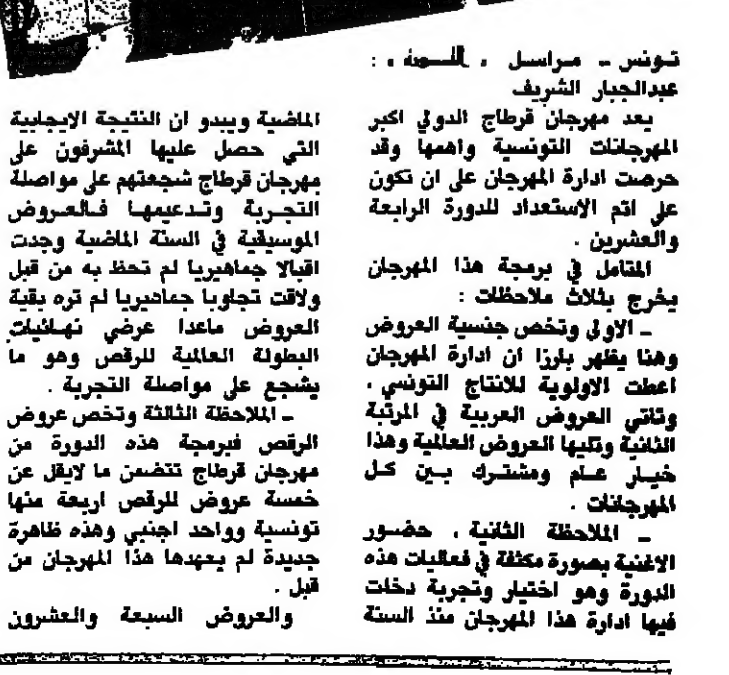 تونس - مراسل « » :
عبدالجبار الشريف
يعد مهرجان قرطاج الدولي اكبر
المهرجانات التونسية واهمها وقد
حرصت ادارة المهرجان على ان تكون
على اتم الاستعداد للدورة الرابعة
والعشرين .
المتامل في برمجة هذا المهرجان
يخرج بثلاث ملاحظات :
ـ الاولى وتخص جنسية العروض
وهنا يظهر بارزا ان ادارة المهرجان
اعطت الاولوية للانتاج التونسي ،
وتاتي العروض العربية في المرتبة
الثانية وتليها العروض العالمية وهذا
خيار عام ومشترك بين كل
المهرجانات .
ـ الملاحظة الثانية ، حضور
الاغنية بصورة مكثفة في فعاليات هذه
الدورة وهو اختيار وتجربة دخلت
فيها ادارة هذا المهرجان منذ السنة
الماضية ويبدو ان النتيجة الايجابية
التي حصل عليها المشرفون على
مهرجان قرطاج شجعتهم على مواصلة
التجربة وتدعيمها فالعروض
الموسيقية في السنة الماضية وجدت
اقبالا جماهيريا لم تحظ به من قبل
ولاقت تجاوبا جماهيريا لم تره بقية
العروض ماعدا عرضي نهائيات
البطولة العالمية للرقص وهو ما
يشجع على مواصلة التجربة .
ـ الملاحظة الثالثة وتخص عروض
الرقص فبرمجة هذه الدورة من
مهرجان قرطاج تتضمن ما لايقل عن
خمسة عروض للرقص اربعة منها
تونسية وواحد اجنبي وهذه ظاهرة
جديدة لم يعهدها هذا المهرجان من
قبل .
والعروض السبعة والعشرون